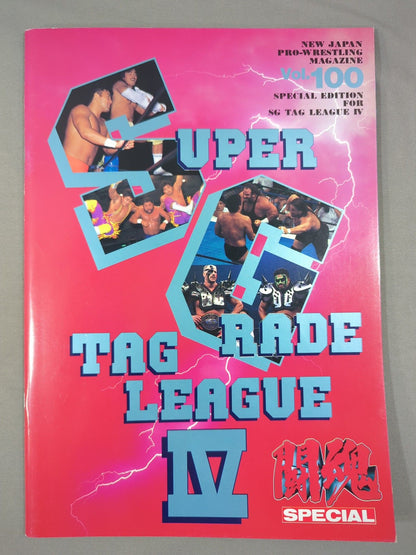 NEW JAPAN
PRO-WRESTLING
MAGAZINE
Vol.100
SPECIAL EDITION
FOR
SG TAG LEAGUE IV
SUPER
GRADE
TAG
LEAGUE
IV
闘魂
SPECIAL